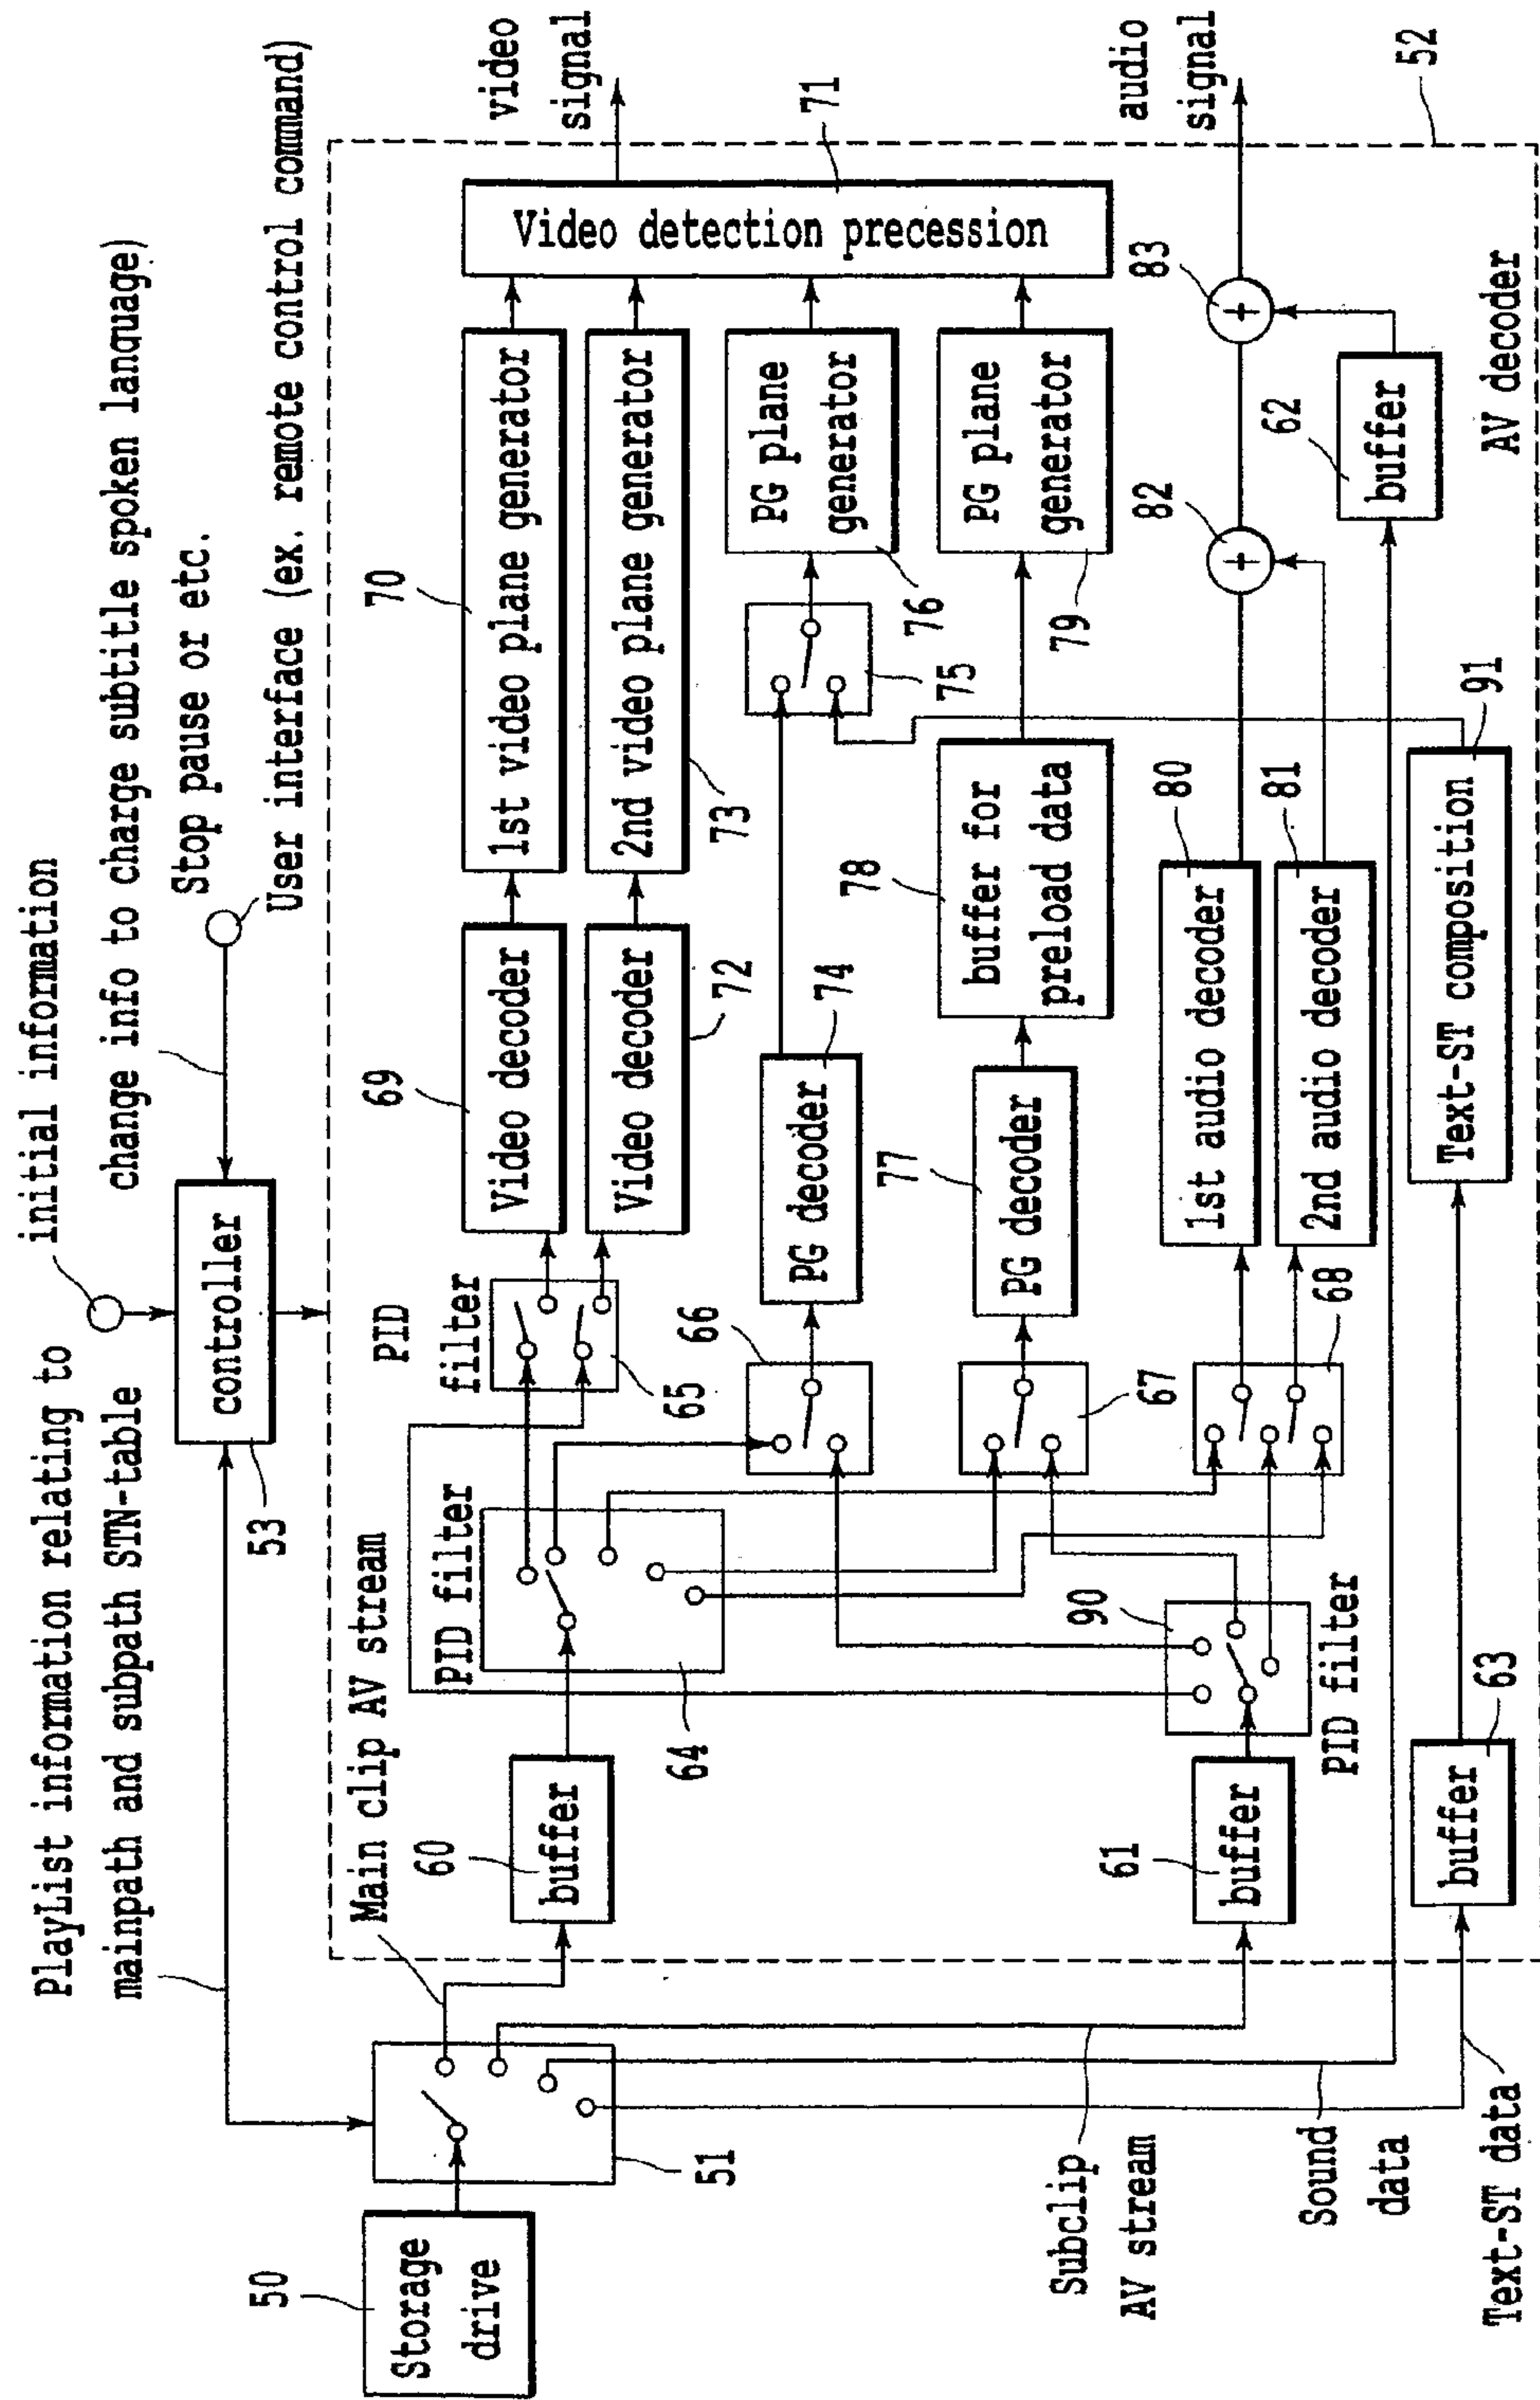 initial information
change info to charge subtitle spoken lanquage)
Stop pause or etc.
User interface (ex. remote control command)
PlayList information relating to
mainpath and subpath STN-table
controller
53
50
Storage
drive
51
Main clip AV stream
Subclip
AV stream
Sound
data
Text-ST data
60
buffer
61
buffer
buffer
63
PID filter
64
90
PID filter
PID
filter
65
66
67
68
69
Video decoder
Video decoder
72
PG decoder
74
77
PG decoder
70
1st video plane generator
2nd video plane generator
73
75
78
buffer for
preload data
PG plane
generator
76
PG plane
generator
79
1st audio decoder
80
2nd audio decoder
81
Text-ST composition
91
82
+
83
+
62
buffer
Video detection precession
71
video
signal
audio
signal
AV decoder
52